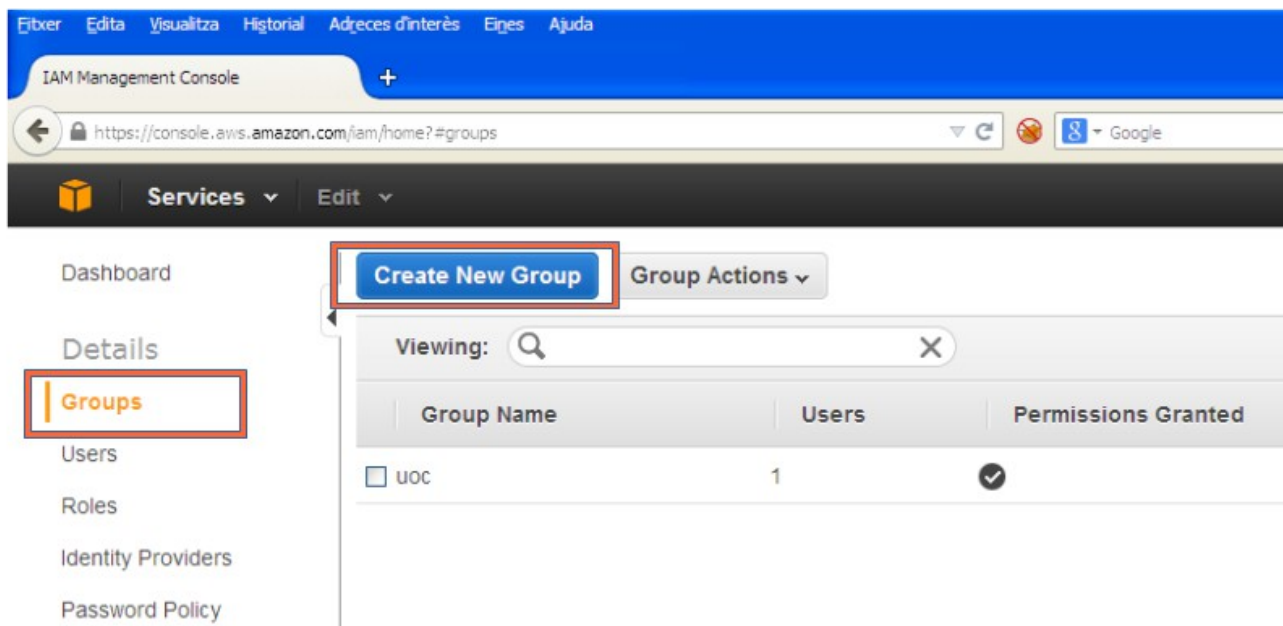 Fitxer Edita Visualitza Historial Adreces d'interès Eines Ajuda
IAM Management Console +
https://console.aws.amazon.com/iam/home?#groups 8 Google
Services Edit
Dashboard
Create New Group Group Actions
Details
Viewing:
Groups
Group Name Users Permissions Granted
Users
uoc 1
Roles
Identity Providers
Password Policy